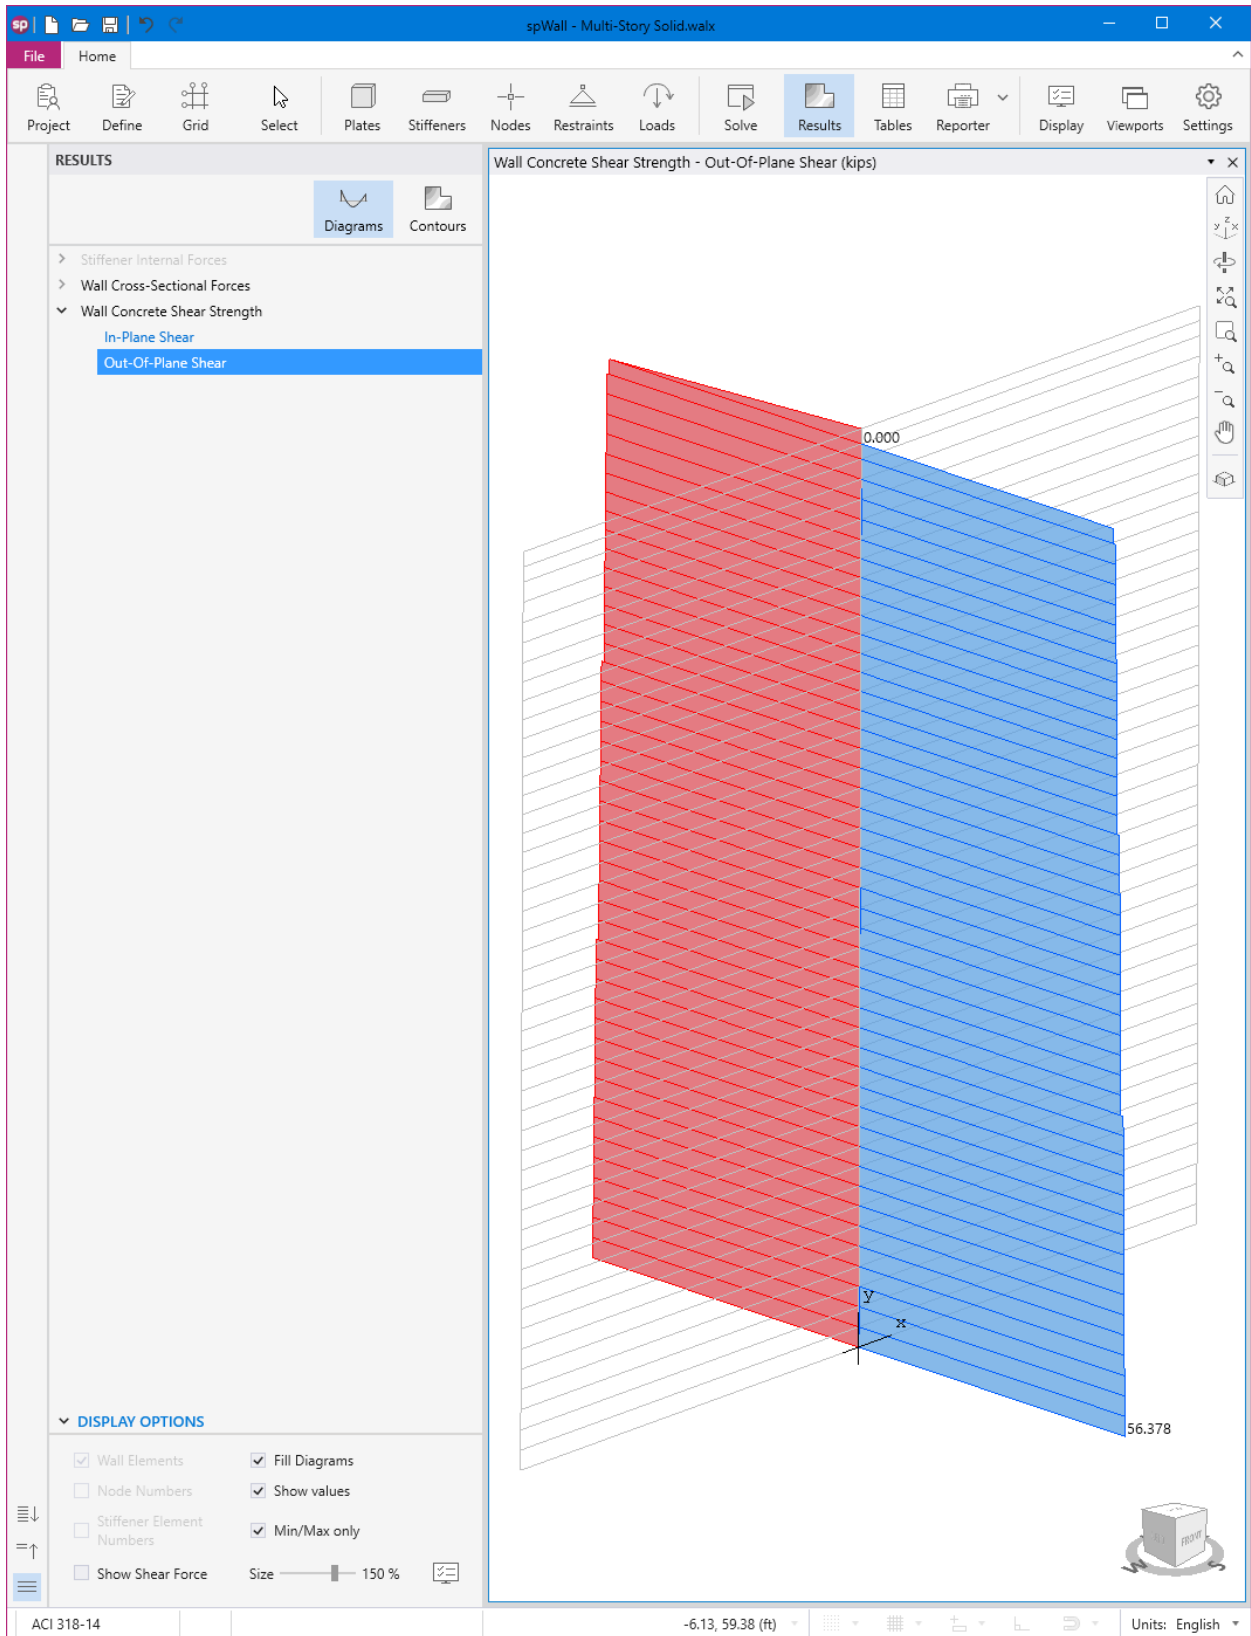 sp
spWall - Multi-Story Solid.walx
File Home
Project Define Grid Select Plates Stiffeners Nodes Restraints Loads Solve Results Tables Reporter Display Viewports Settings
RESULTS
Diagrams Contours
Stiffener Internal Forces
Wall Cross-Sectional Forces
Wall Concrete Shear Strength
In-Plane Shear
Out-Of-Plane Shear
Wall Concrete Shear Strength - Out-Of-Plane Shear (kips)
z
y x
0.000
y
x
56.378
FRONT
S
DISPLAY OPTIONS
Wall Elements Fill Diagrams
Node Numbers Show values
Stiffener Element
Numbers
Min/Max only
Show Shear Force Size 150 %
ACI 318-14 -6.13, 59.38 (ft) Units: English